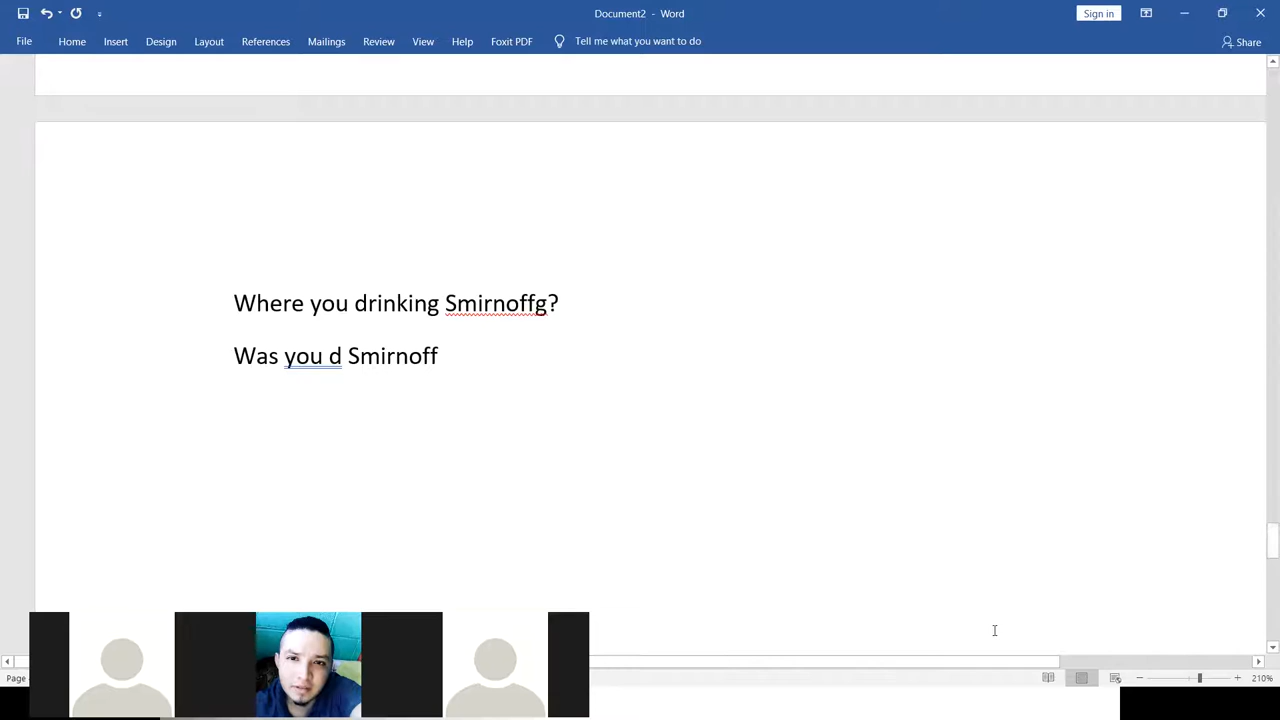 Document2 - Word
Sign in
File Home Insert Design Layout References Mailings Review View Help Foxit PDF Tell me what you want to do Share
Where you drinking Smirnoffg?
Was you d Smirnoff
Page
210%